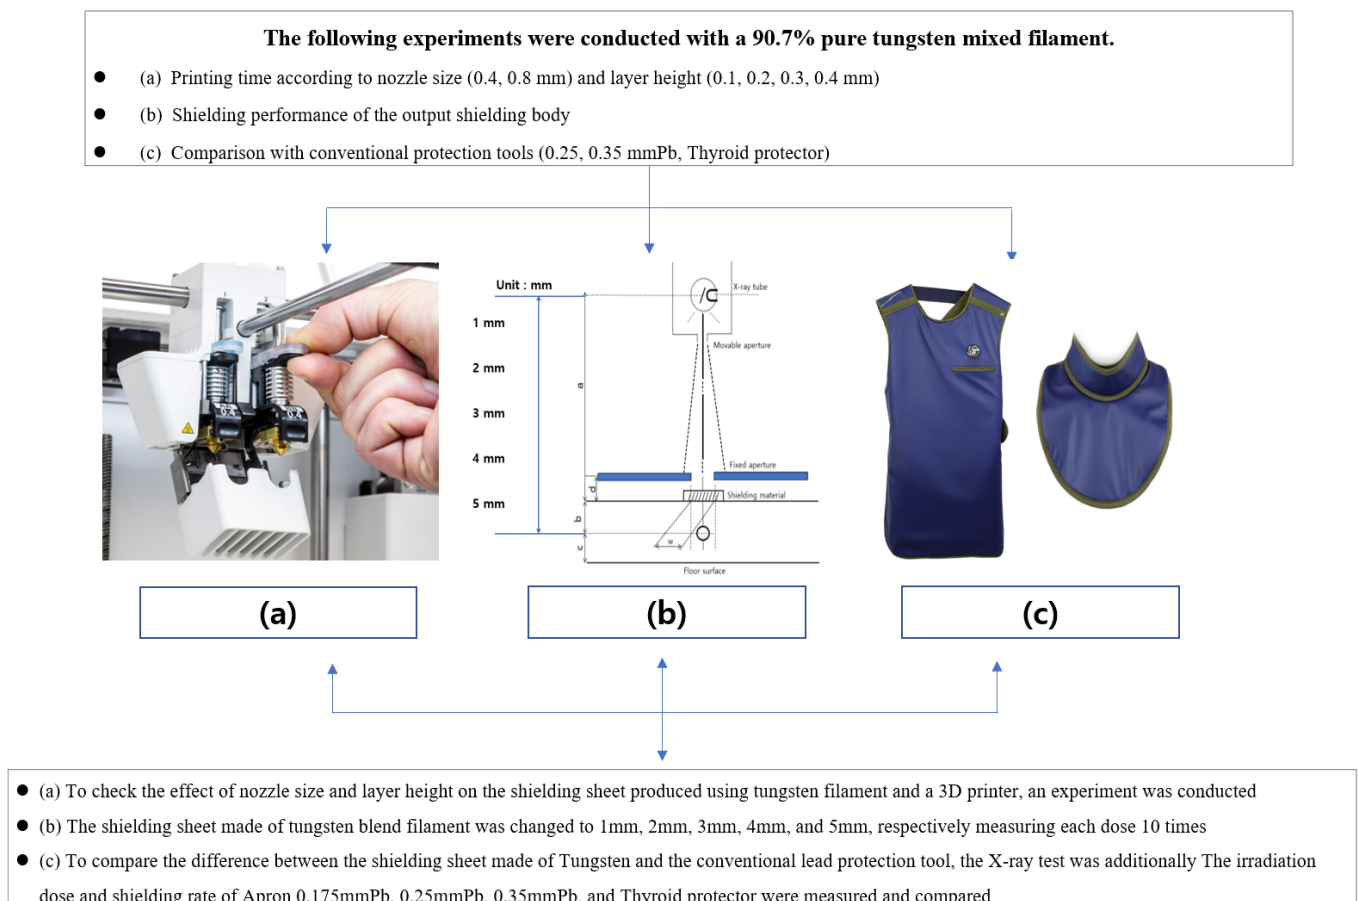 The following experiments were conducted with a 90.7% pure tungsten mixed filament.
● (a) Printing time according to nozzle size (0.4, 0.8 mm) and layer height (0.1, 0.2, 0.3, 0.4 mm)
● (b) Shielding performance of the output shielding body
● (c) Comparison with conventional protection tools (0.25, 0.35 mmPb, Thyroid protector)
Unit : mm
X-ray tube
1 mm
Movable aperture
2 mm
a
3 mm
0.4
4 mm
Fixed aperture
d
Shielding material
5 mm
b
w
c
Floor surface
(a)
(b)
(c)
● (a) To check the effect of nozzle size and layer height on the shielding sheet produced using tungsten filament and a 3D printer, an experiment was conducted
● (b) The shielding sheet made of tungsten blend filament was changed to 1mm, 2mm, 3mm, 4mm, and 5mm, respectively measuring each dose 10 times
● (c) To compare the difference between the shielding sheet made of Tungsten and the conventional lead protection tool, the X-ray test was additionally The irradiation
dose and shielding rate of Apron 0.175mmPb, 0.25mmPb, 0.35mmPb, and Thyroid protector were measured and compared